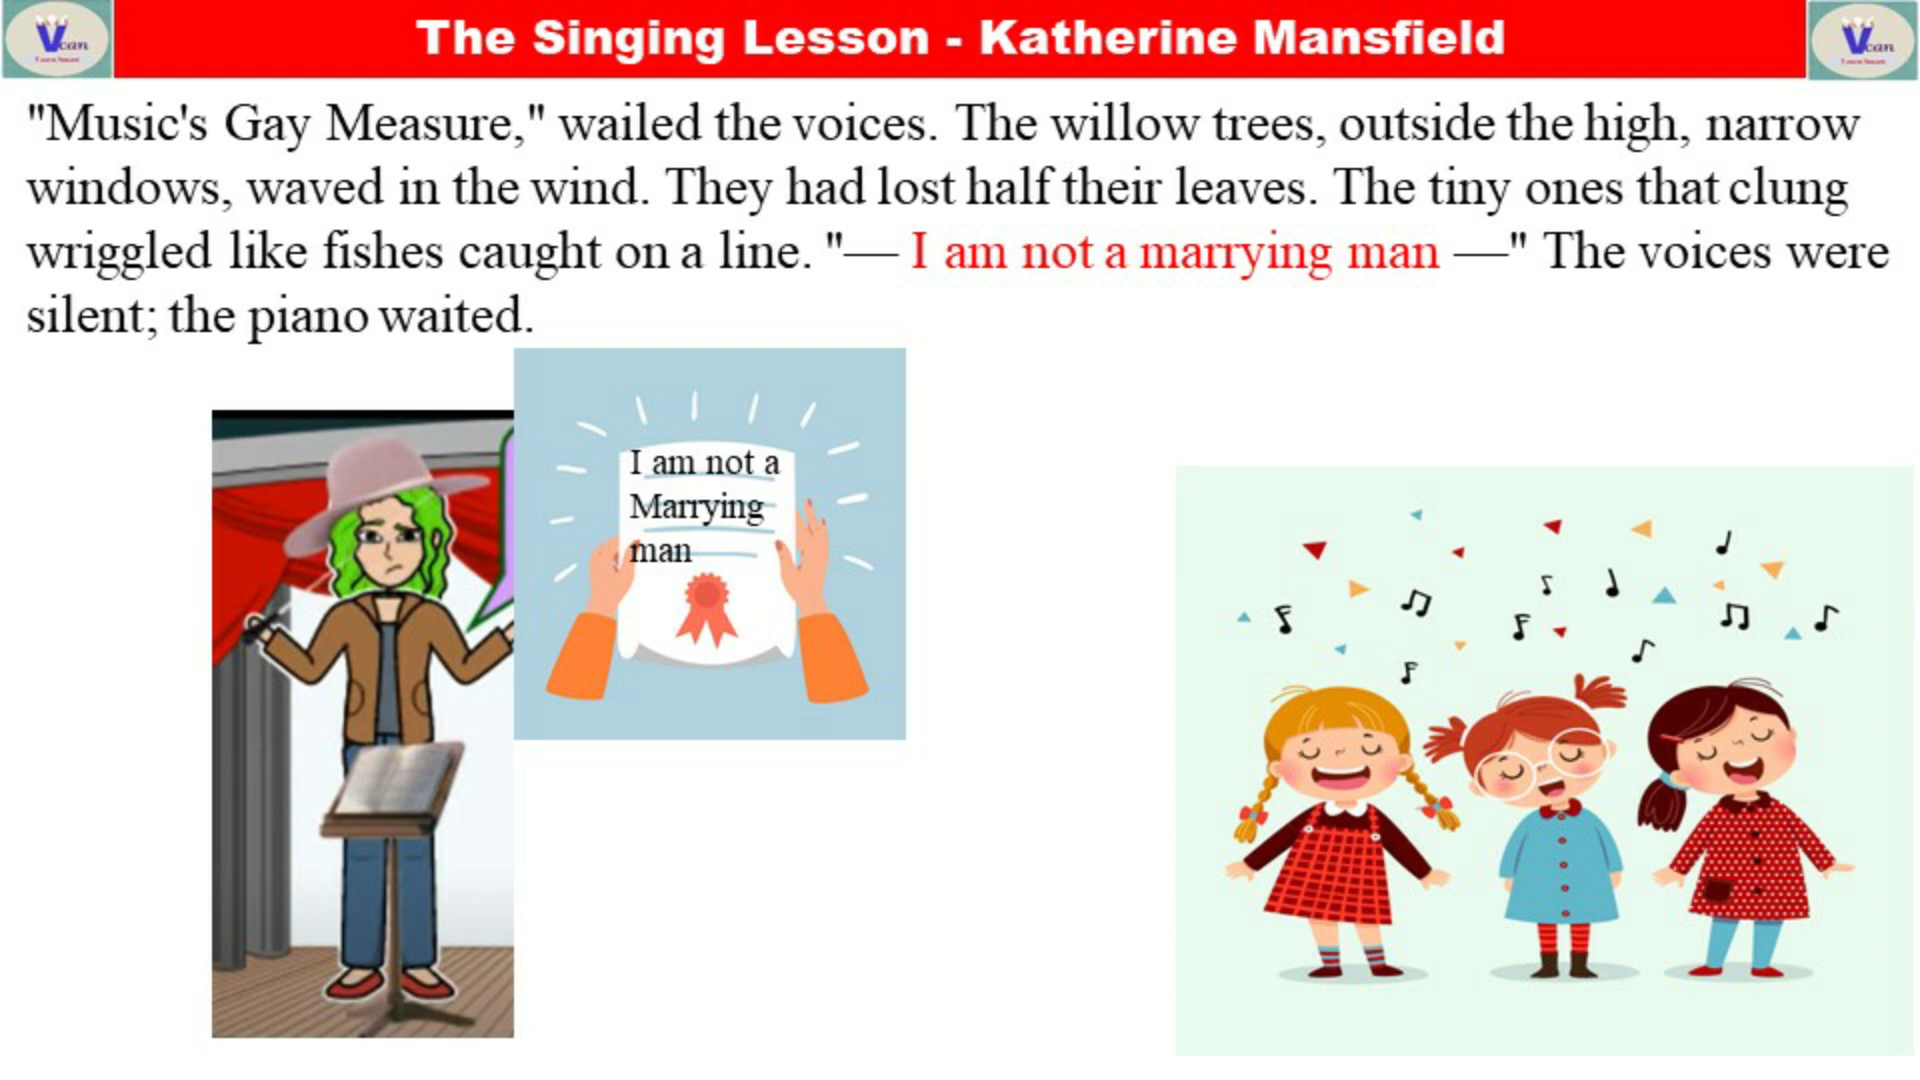 Vcan
The Singing Lesson - Katherine Mansfield
Vcan
"Music's Gay Measure," wailed the voices. The willow trees, outside the high, narrow
windows, waved in the wind. They had lost half their leaves. The tiny ones that clung
wriggled like fishes caught on a line. "— I am not a marrying man —" The voices were
silent; the piano waited.
I am not a
Marrying
man